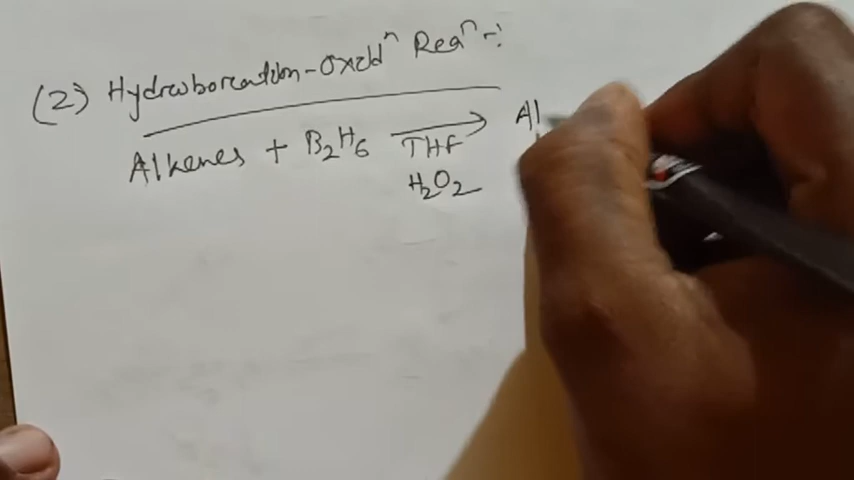 (2) Hydroboration-Oxidⁿ Reaⁿ :-
Alkenes + B₂H₆ → Al
THF
H₂O₂